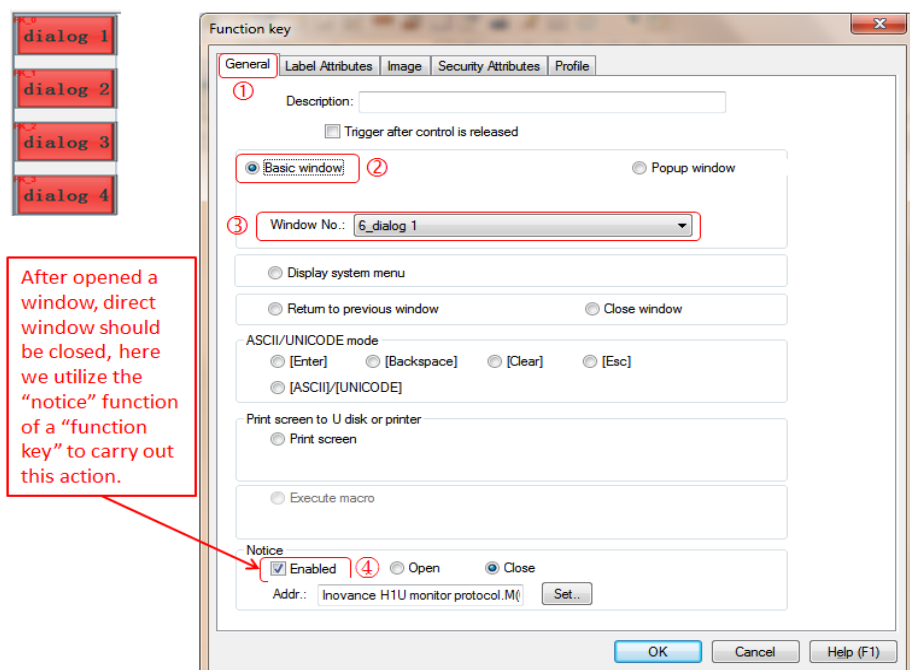 FK_0
dialog 1
FK_1
dialog 2
FK_2
dialog 3
FK_3
dialog 4
After opened a
window, direct
window should
be closed, here
we utilize the
“notice” function
of a “function
key” to carry out
this action.
Function key
General Label Attributes Image Security Attributes Profile
①
Description:
Trigger after control is released
Basic window ② Popup window
③ Window No.: 6_dialog 1
Display system menu
Return to previous window Close window
ASCII/UNICODE mode
[Enter] [Backspace] [Clear] [Esc]
[ASCII]/[UNICODE]
Print screen to U disk or printer
Print screen
Execute macro
Notice
Enabled ④ Open Close
Addr.: Inovance H1U monitor protocol.M(
Set..
OK Cancel Help (F1)